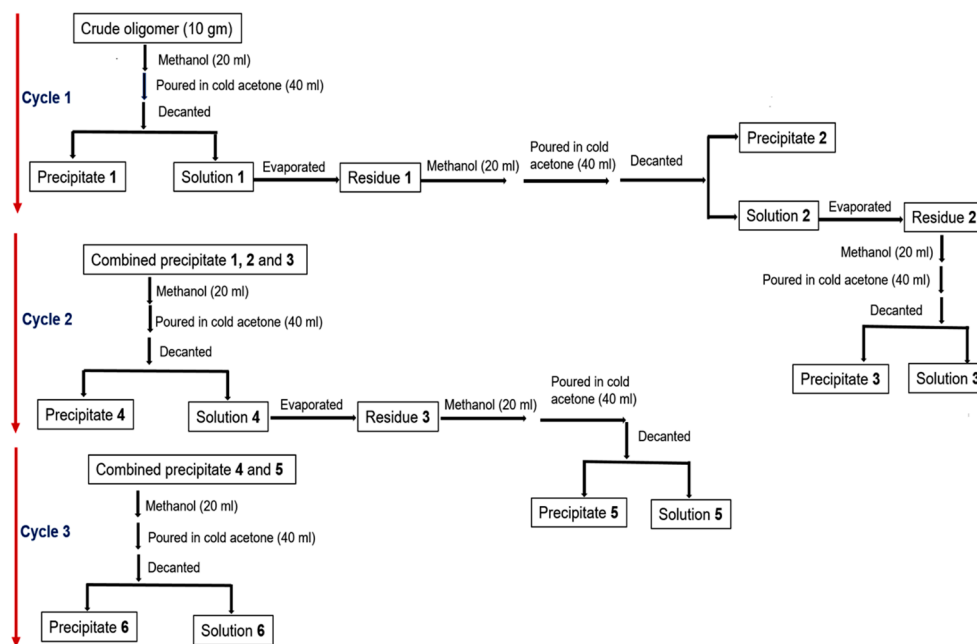 Crude oligomer (10 gm)
Methanol (20 ml)
Poured in cold acetone (40 ml)
Cycle 1
Decanted
Precipitate 1
Solution 1
Evaporated
Residue 1
Methanol (20 ml)
Poured in cold
acetone (40 ml)
Decanted
Precipitate 2
Solution 2
Evaporated
Residue 2
Methanol (20 ml)
Poured in cold acetone (40 ml)
Decanted
Precipitate 3
Solution 3
Combined precipitate 1, 2 and 3
Methanol (20 ml)
Cycle 2
Poured in cold acetone (40 ml)
Decanted
Precipitate 4
Solution 4
Evaporated
Residue 3
Methanol (20 ml)
Poured in cold
acetone (40 ml)
Decanted
Precipitate 5
Solution 5
Combined precipitate 4 and 5
Methanol (20 ml)
Cycle 3
Poured in cold acetone (40 ml)
Decanted
Precipitate 6
Solution 6